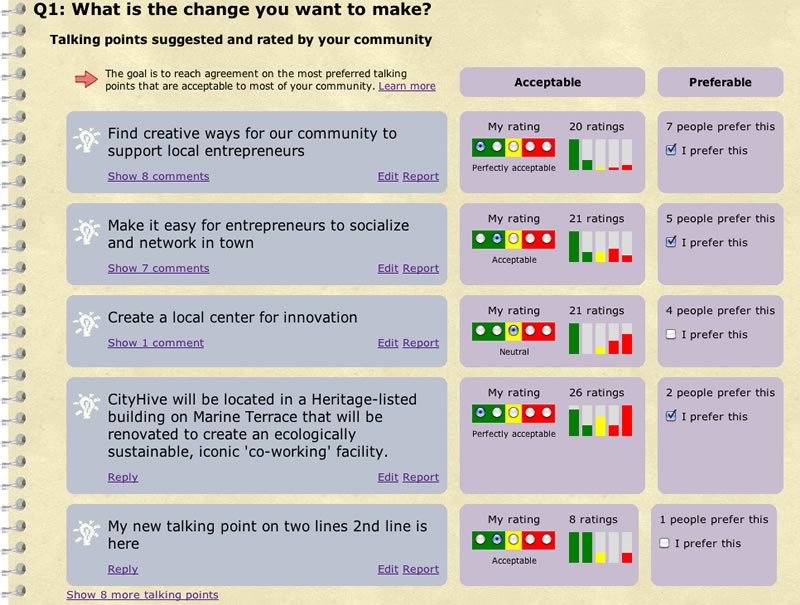 Q1: What is the change you want to make?
Talking points suggested and rated by your community
The goal is to reach agreement on the most preferred talking
points that are acceptable to most of your community. Learn more
Acceptable
Preferable
Find creative ways for our community to
support local entrepreneurs
Show 8 comments
Edit Report
My rating
20 ratings
Perfectly acceptable
7 people prefer this
I prefer this
Make it easy for entrepreneurs to socialize
and network in town
Show 7 comments
Edit Report
My rating
21 ratings
Acceptable
5 people prefer this
I prefer this
Create a local center for innovation
Show 1 comment
Edit Report
My rating
21 ratings
Neutral
4 people prefer this
I prefer this
CityHive will be located in a Heritage-listed
building on Marine Terrace that will be
renovated to create an ecologically
sustainable, iconic 'co-working' facility.
Reply
Edit Report
My rating
26 ratings
Perfectly acceptable
2 people prefer this
I prefer this
My new talking point on two lines 2nd line is
here
Reply
Edit Report
My rating
8 ratings
Acceptable
1 people prefer this
I prefer this
Show 8 more talking points